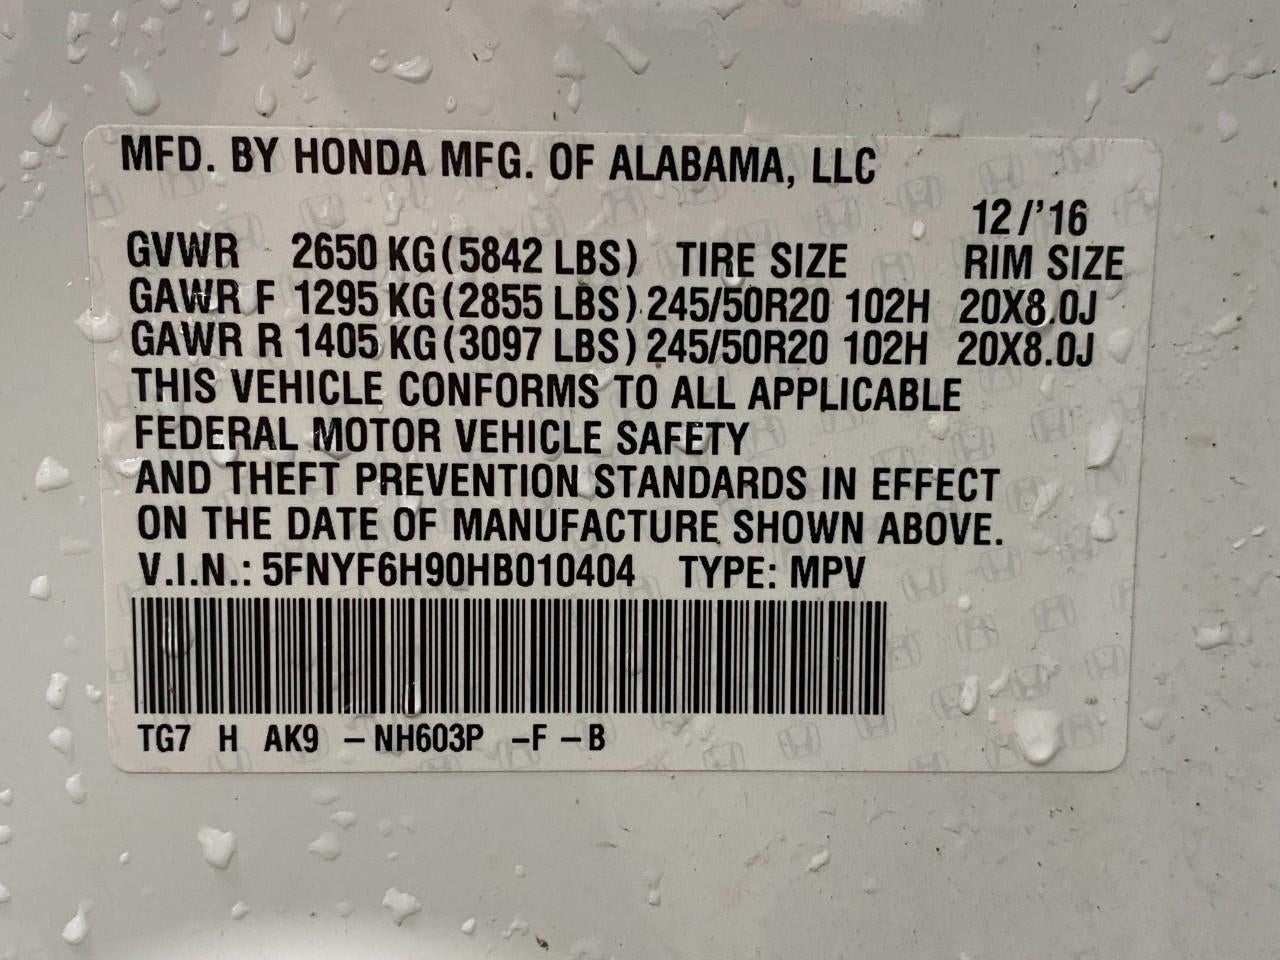 MFD. BY HONDA MFG. OF ALABAMA, LLC
12/'16
GVWR 2650 KG (5842 LBS) TIRE SIZE RIM SIZE
GAWR F 1295 KG (2855 LBS) 245/50R20 102H 20X8.0J
GAWR R 1405 KG (3097 LBS) 245/50R20 102H 20X8.0J
THIS VEHICLE CONFORMS TO ALL APPLICABLE
FEDERAL MOTOR VEHICLE SAFETY
AND THEFT PREVENTION STANDARDS IN EFFECT
ON THE DATE OF MANUFACTURE SHOWN ABOVE.
V.I.N.: 5FNYF6H90HB010404 TYPE: MPV
TG7 H AK9 –NH603P –F –B